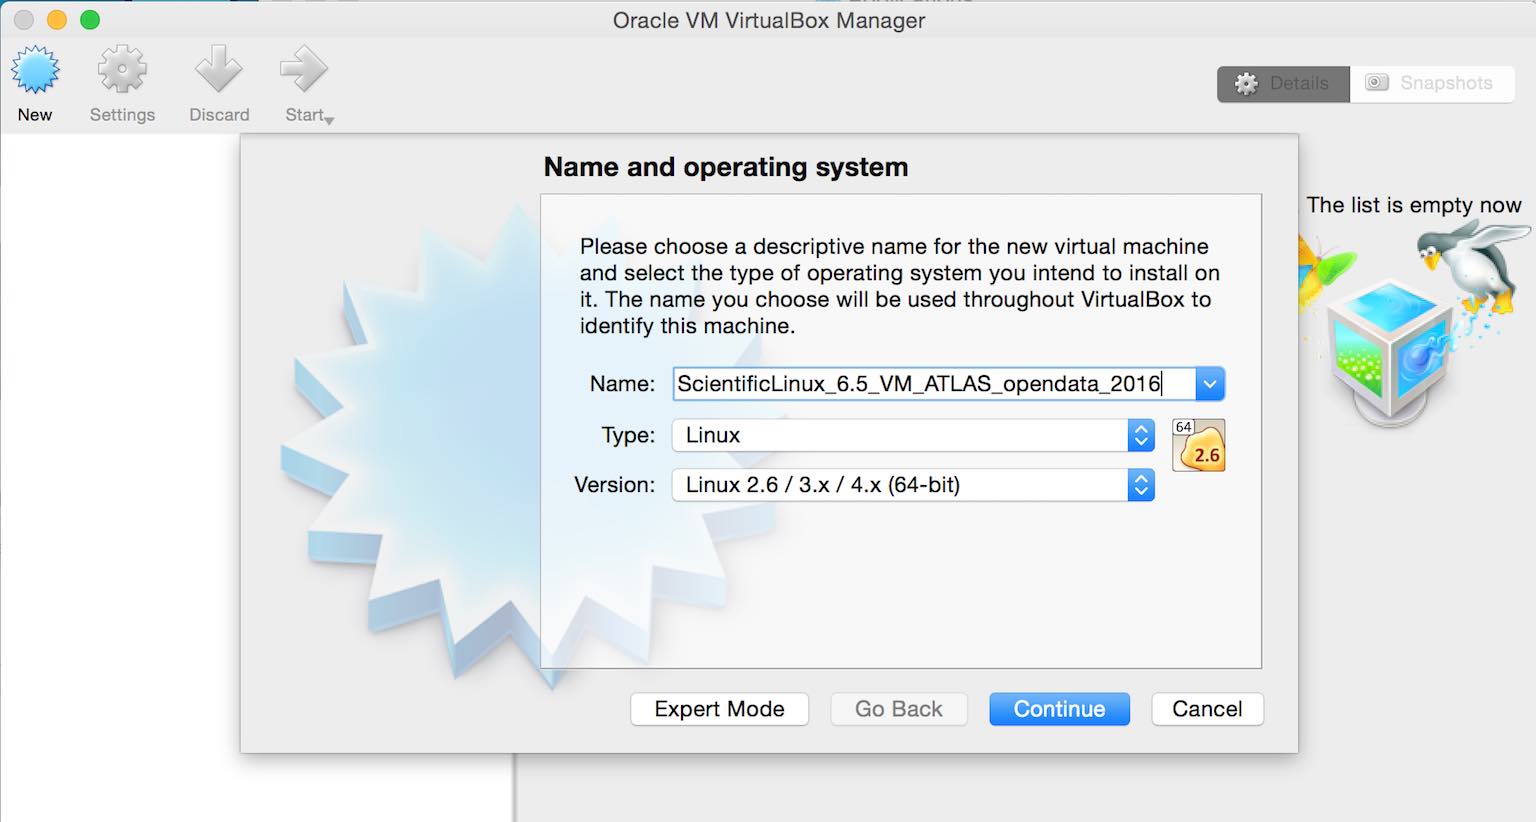 Oracle VM VirtualBox Manager
New
Settings
Discard
Start
Details
Snapshots
Name and operating system
The list is empty now
Please choose a descriptive name for the new virtual machine
and select the type of operating system you intend to install on
it. The name you choose will be used throughout VirtualBox to
identify this machine.
Name: ScientificLinux_6.5_VM_ATLAS_opendata_2016
Type: Linux
64
2.6
Version: Linux 2.6 / 3.x / 4.x (64-bit)
Expert Mode
Go Back
Continue
Cancel